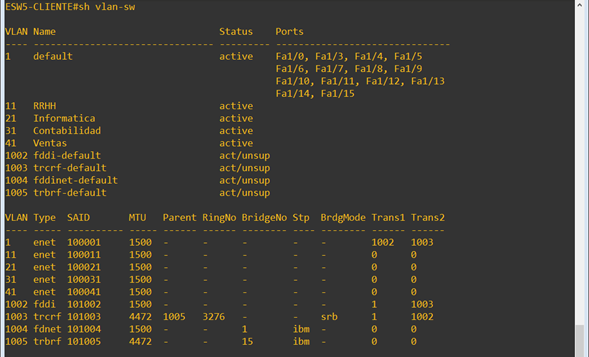 ESW5-CLIENTE#sh vlan-sw
VLAN Name                             Status    Ports
---- -------------------------------- --------- -------------------------------
1    default                          active    Fa1/0, Fa1/3, Fa1/4, Fa1/5
                                                Fa1/6, Fa1/7, Fa1/8, Fa1/9
                                                Fa1/10, Fa1/11, Fa1/12, Fa1/13
                                                Fa1/14, Fa1/15
11   RRHH                             active
21   Informatica                      active
31   Contabilidad                     active
41   Ventas                           active
1002 fddi-default                     act/unsup
1003 trcrf-default                    act/unsup
1004 fddinet-default                  act/unsup
1005 trbrf-default                    act/unsup
VLAN Type  SAID       MTU   Parent RingNo BridgeNo Stp  BrdgMode Trans1 Trans2
---- ----- ---------- ----- ------ ------ -------- ---- -------- ------ ------
1    enet  100001     1500  -      -      -        -    -        1002   1003
11   enet  100011     1500  -      -      -        -    -        0      0
21   enet  100021     1500  -      -      -        -    -        0      0
31   enet  100031     1500  -      -      -        -    -        0      0
41   enet  100041     1500  -      -      -        -    -        0      0
1002 fddi  101002     1500  -      -      -        -    -        1      1003
1003 trcrf 101003     4472  1005   3276   -        -    srb      1      1002
1004 fdnet 101004     1500  -      -      1        ibm  -        0      0
1005 trbrf 101005     4472  -      -      15       ibm  -        0      0